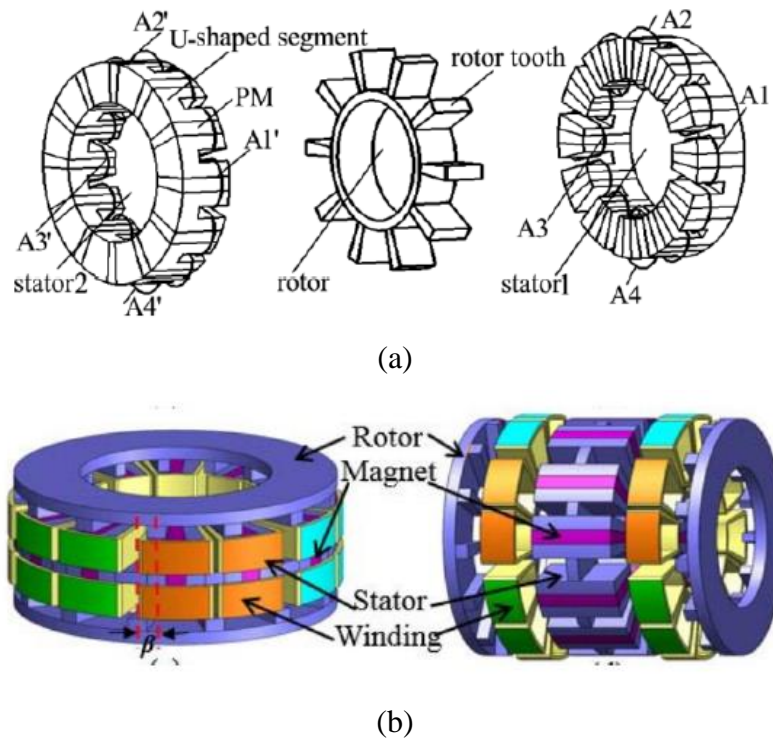 A2'
U-shaped segment
PM
A1'
A3'
stator2
A4'
rotor tooth
rotor
A2
A1
A3
stator1
A4
(a)
Rotor
Magnet
Stator
Winding
β
(b)